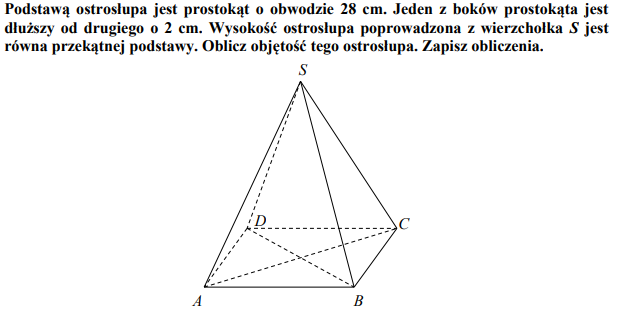 Podstawą ostrosłupa jest prostokąt o obwodzie 28 cm. Jeden z boków prostokąta jest
dłuższy od drugiego o 2 cm. Wysokość ostrosłupa poprowadzona z wierzchołka S jest
równa przekątnej podstawy. Oblicz objętość tego ostrosłupa. Zapisz obliczenia.
S
D
C
A
B